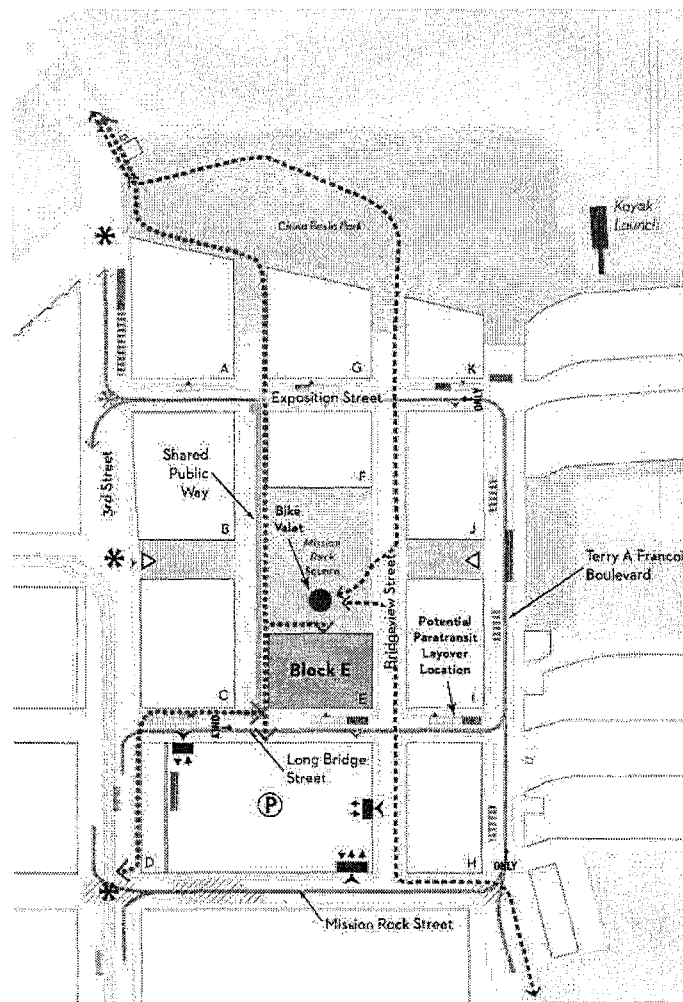 Kayak
Launch
China Basin Park
A
G
K
Exposition Street
ONLY
Shared
Public
Way
3rd Street
F
Bike
Valet
Mission
Rock
Square
B
J
Terry A Francoi
Boulevard
Bridgeview Street
Potential
Paratransit
Layover
Location
Block E
C
E
I
ONLY
Long Bridge
Street
P
D
H
ONLY
Mission Rock Street